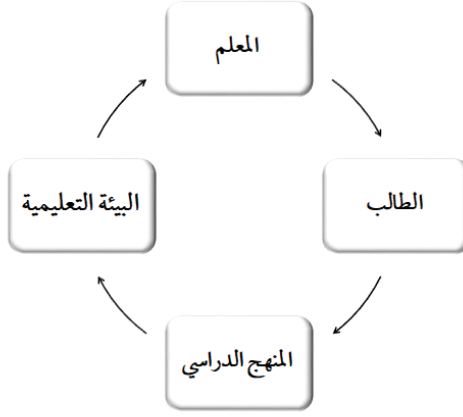 المعلم
الطالب
المنهج الدراسي
البيئة التعليمية